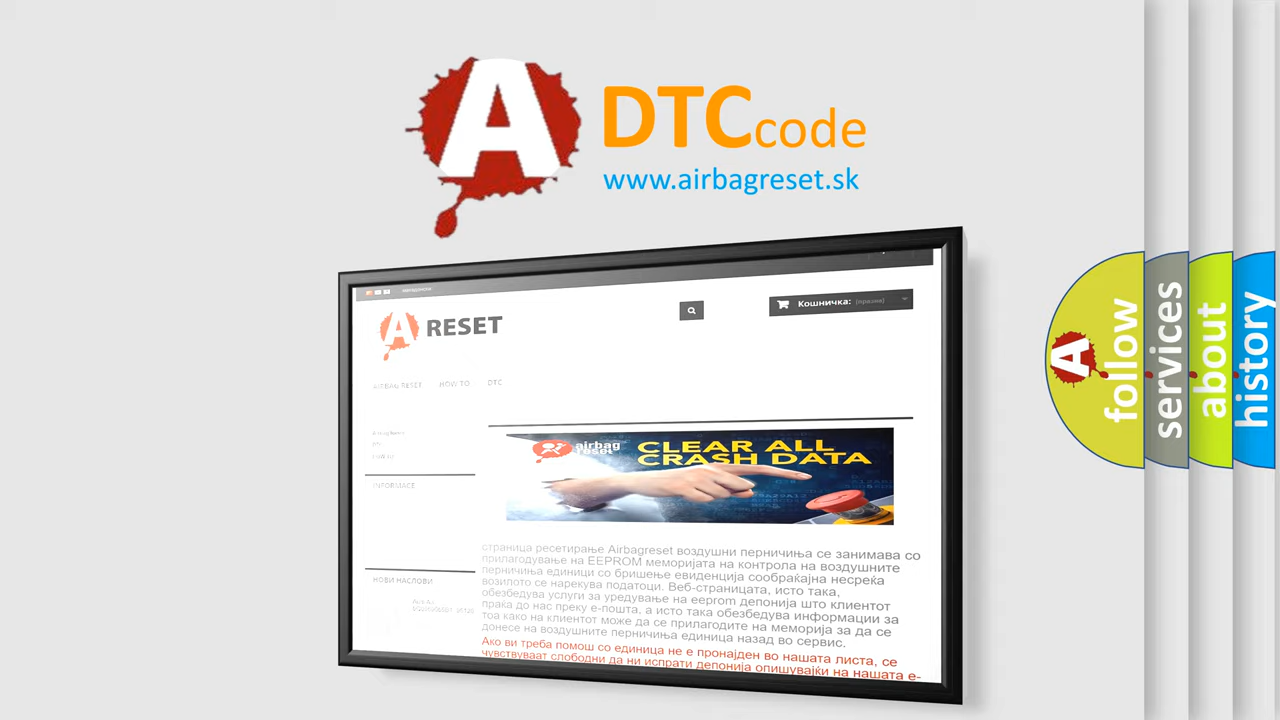 A
DTCcode
www.airbagreset.sk
A RESET
Кошничка: (празна)
AIRBAG RESET HOW TO DTC
airbag
reset
CLEAR ALL
CRASH DATA
INFORMACE
НОВИ НАСЛОВИ
страница ресетирање Airbagreset воздушни перничиња се занимава со
прилагодување на EEPROM меморијата на контрола на воздушните
перничиња единици со бришење евиденција сообраќајна несреќа
возилото се нарекува податоци. Веб-страницата, исто така,
обезбедува услуги за уредување на eeprom депонија што клиентот
праќа до нас преку е-пошта, а исто така обезбедува информации за
тоа како на клиентот може да се прилагодите на меморија за да се
донесе на воздушните перничиња единица назад во сервис.
Ако ви треба помош со единица не е пронајден во нашата листа, се
чувствуваат слободни да ни испрати депонија опишувајќи на нашата е-
A
follow
services
about
history